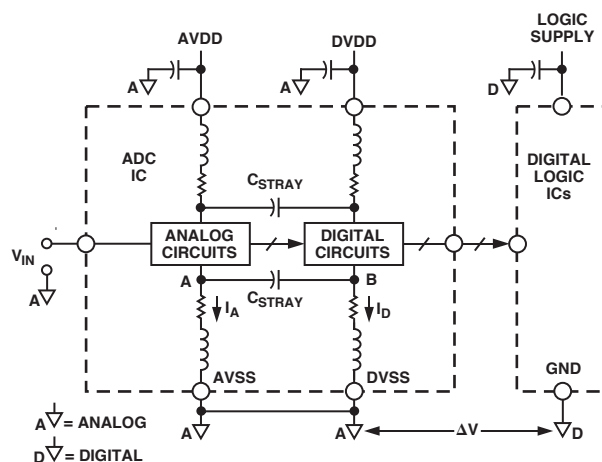 AVDD
DVDD
LOGIC
SUPPLY
A
A
D
ADC
IC
CSTRAY
DIGITAL
LOGIC
ICs
VIN
ANALOG
CIRCUITS
DIGITAL
CIRCUITS
A
A
CSTRAY
B
IA
ID
AVSS
DVSS
GND
A = ANALOG
A
A
ΔV
D
D = DIGITAL